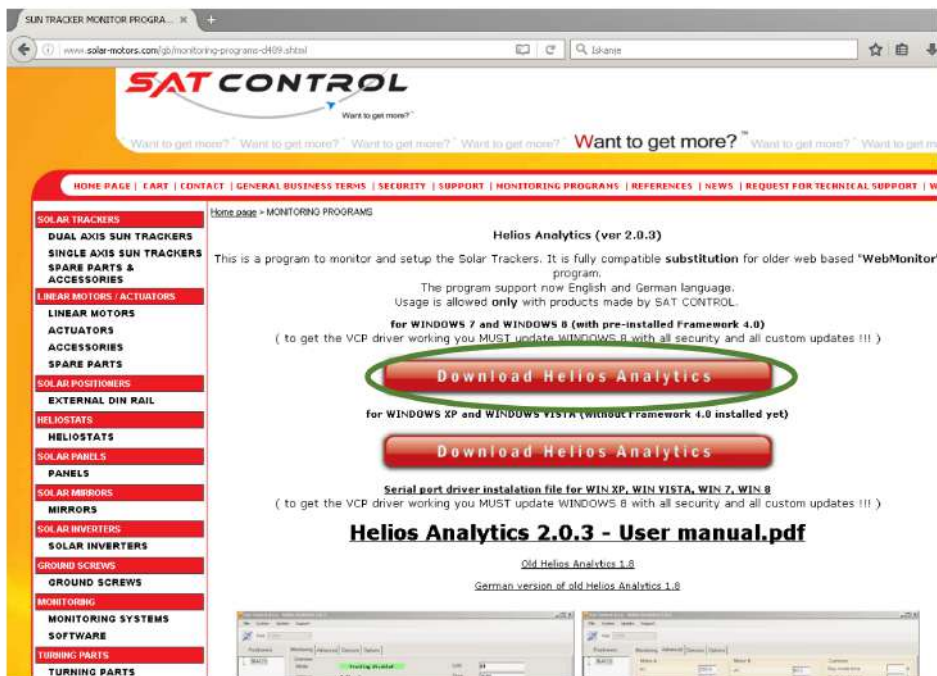 SUN TRACKER MONITOR PROGRA...
www.solar-motors.com/gb/monitoring-programs-d489.shtml
Iskanje
SAT CONTROL
Want to get more?
Want to get more? Want to get more? Want to get more? Want to get more? Want to get more?™ Want to get more? Want to get m
HOME PAGE | CART | CONTACT | GENERAL BUSINESS TERMS | SECURITY | SUPPORT | MONITORING PROGRAMS | REFERENCES | NEWS | REQUEST FOR TECHNICAL SUPPORT | W
Home page > MONITORING PROGRAMS
SOLAR TRACKERS
DUAL AXIS SUN TRACKERS
SINGLE AXIS SUN TRACKERS
SPARE PARTS &
ACCESSORIES
LINEAR MOTORS / ACTUATORS
LINEAR MOTORS
ACTUATORS
ACCESSORIES
SPARE PARTS
SOLAR POSITIONERS
EXTERNAL DIN RAIL
HELIOSTATS
HELIOSTATS
SOLAR PANELS
PANELS
SOLAR MIRRORS
MIRRORS
SOLAR INVERTERS
SOLAR INVERTERS
GROUND SCREWS
GROUND SCREWS
MONITORING
MONITORING SYSTEMS
SOFTWARE
TURNING PARTS
TURNING PARTS
Helios Analytics (ver 2.0.3)
This is a program to monitor and setup the Solar Trackers. It is fully compatible substitution for older web based "WebMonitor"
program.
The program support now English and German language.
Usage is allowed only with products made by SAT CONTROL.
for WINDOWS 7 and WINDOWS 8 (with pre-installed Framework 4.0)
( to get the VCP driver working you MUST update WINDOWS 8 with all security and all custom updates !!! )
Download Helios Analytics
for WINDOWS XP and WINDOWS VISTA (without Framework 4.0 installed yet)
Download Helios Analytics
Serial port driver instalation file for WIN XP, WIN VISTA, WIN 7, WIN 8
( to get the VCP driver working you MUST update WINDOWS 8 with all security and all custom updates !!! )
Helios Analytics 2.0.3 - User manual.pdf
Old Helios Analytics 1.8
German version of old Helios Analytics 1.8